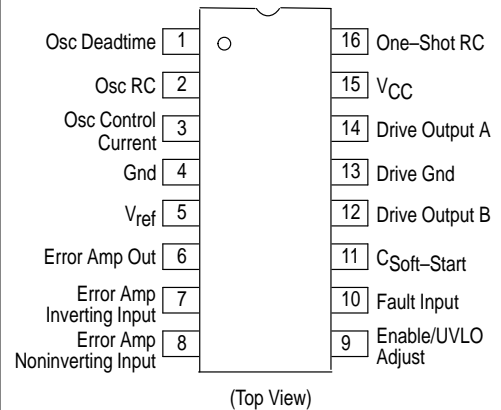 Osc Deadtime 1
Osc RC 2
Osc Control
Current 3
Gnd 4
Vref 5
Error Amp Out 6
Error Amp
Inverting Input 7
Error Amp
Noninverting Input 8
16 One–Shot RC
15 VCC
14 Drive Output A
13 Drive Gnd
12 Drive Output B
11 CSoft–Start
10 Fault Input
9 Enable/UVLO
Adjust
(Top View)